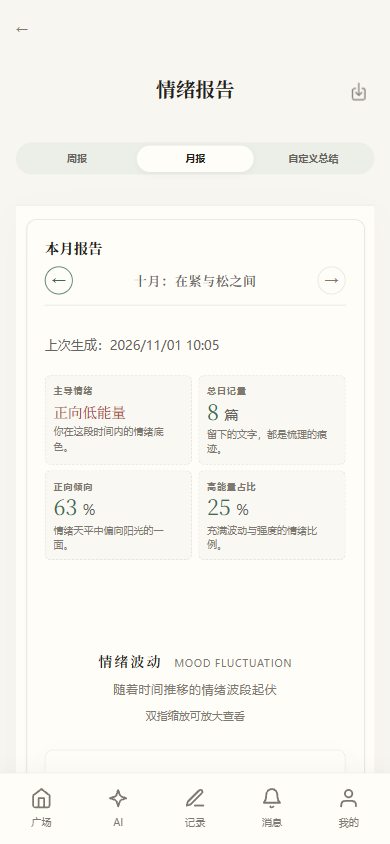 ←
情绪报告
周报 月报 自定义总结
本月报告
← 十月：在紧与松之间 →
上次生成：2026/11/01 10:05
主导情绪
正向低能量
你在这段时间内的情绪底
色。
总日记量
8 篇
留下的文字，都是梳理的痕
迹。
正向倾向
63 %
情绪天平中偏向阳光的一
面。
高能量占比
25 %
充满波动与强度的情绪比
例。
情绪波动 MOOD FLUCTUATION
随着时间推移的情绪波段起伏
双指缩放可放大查看
广场 AI 记录 消息 我的